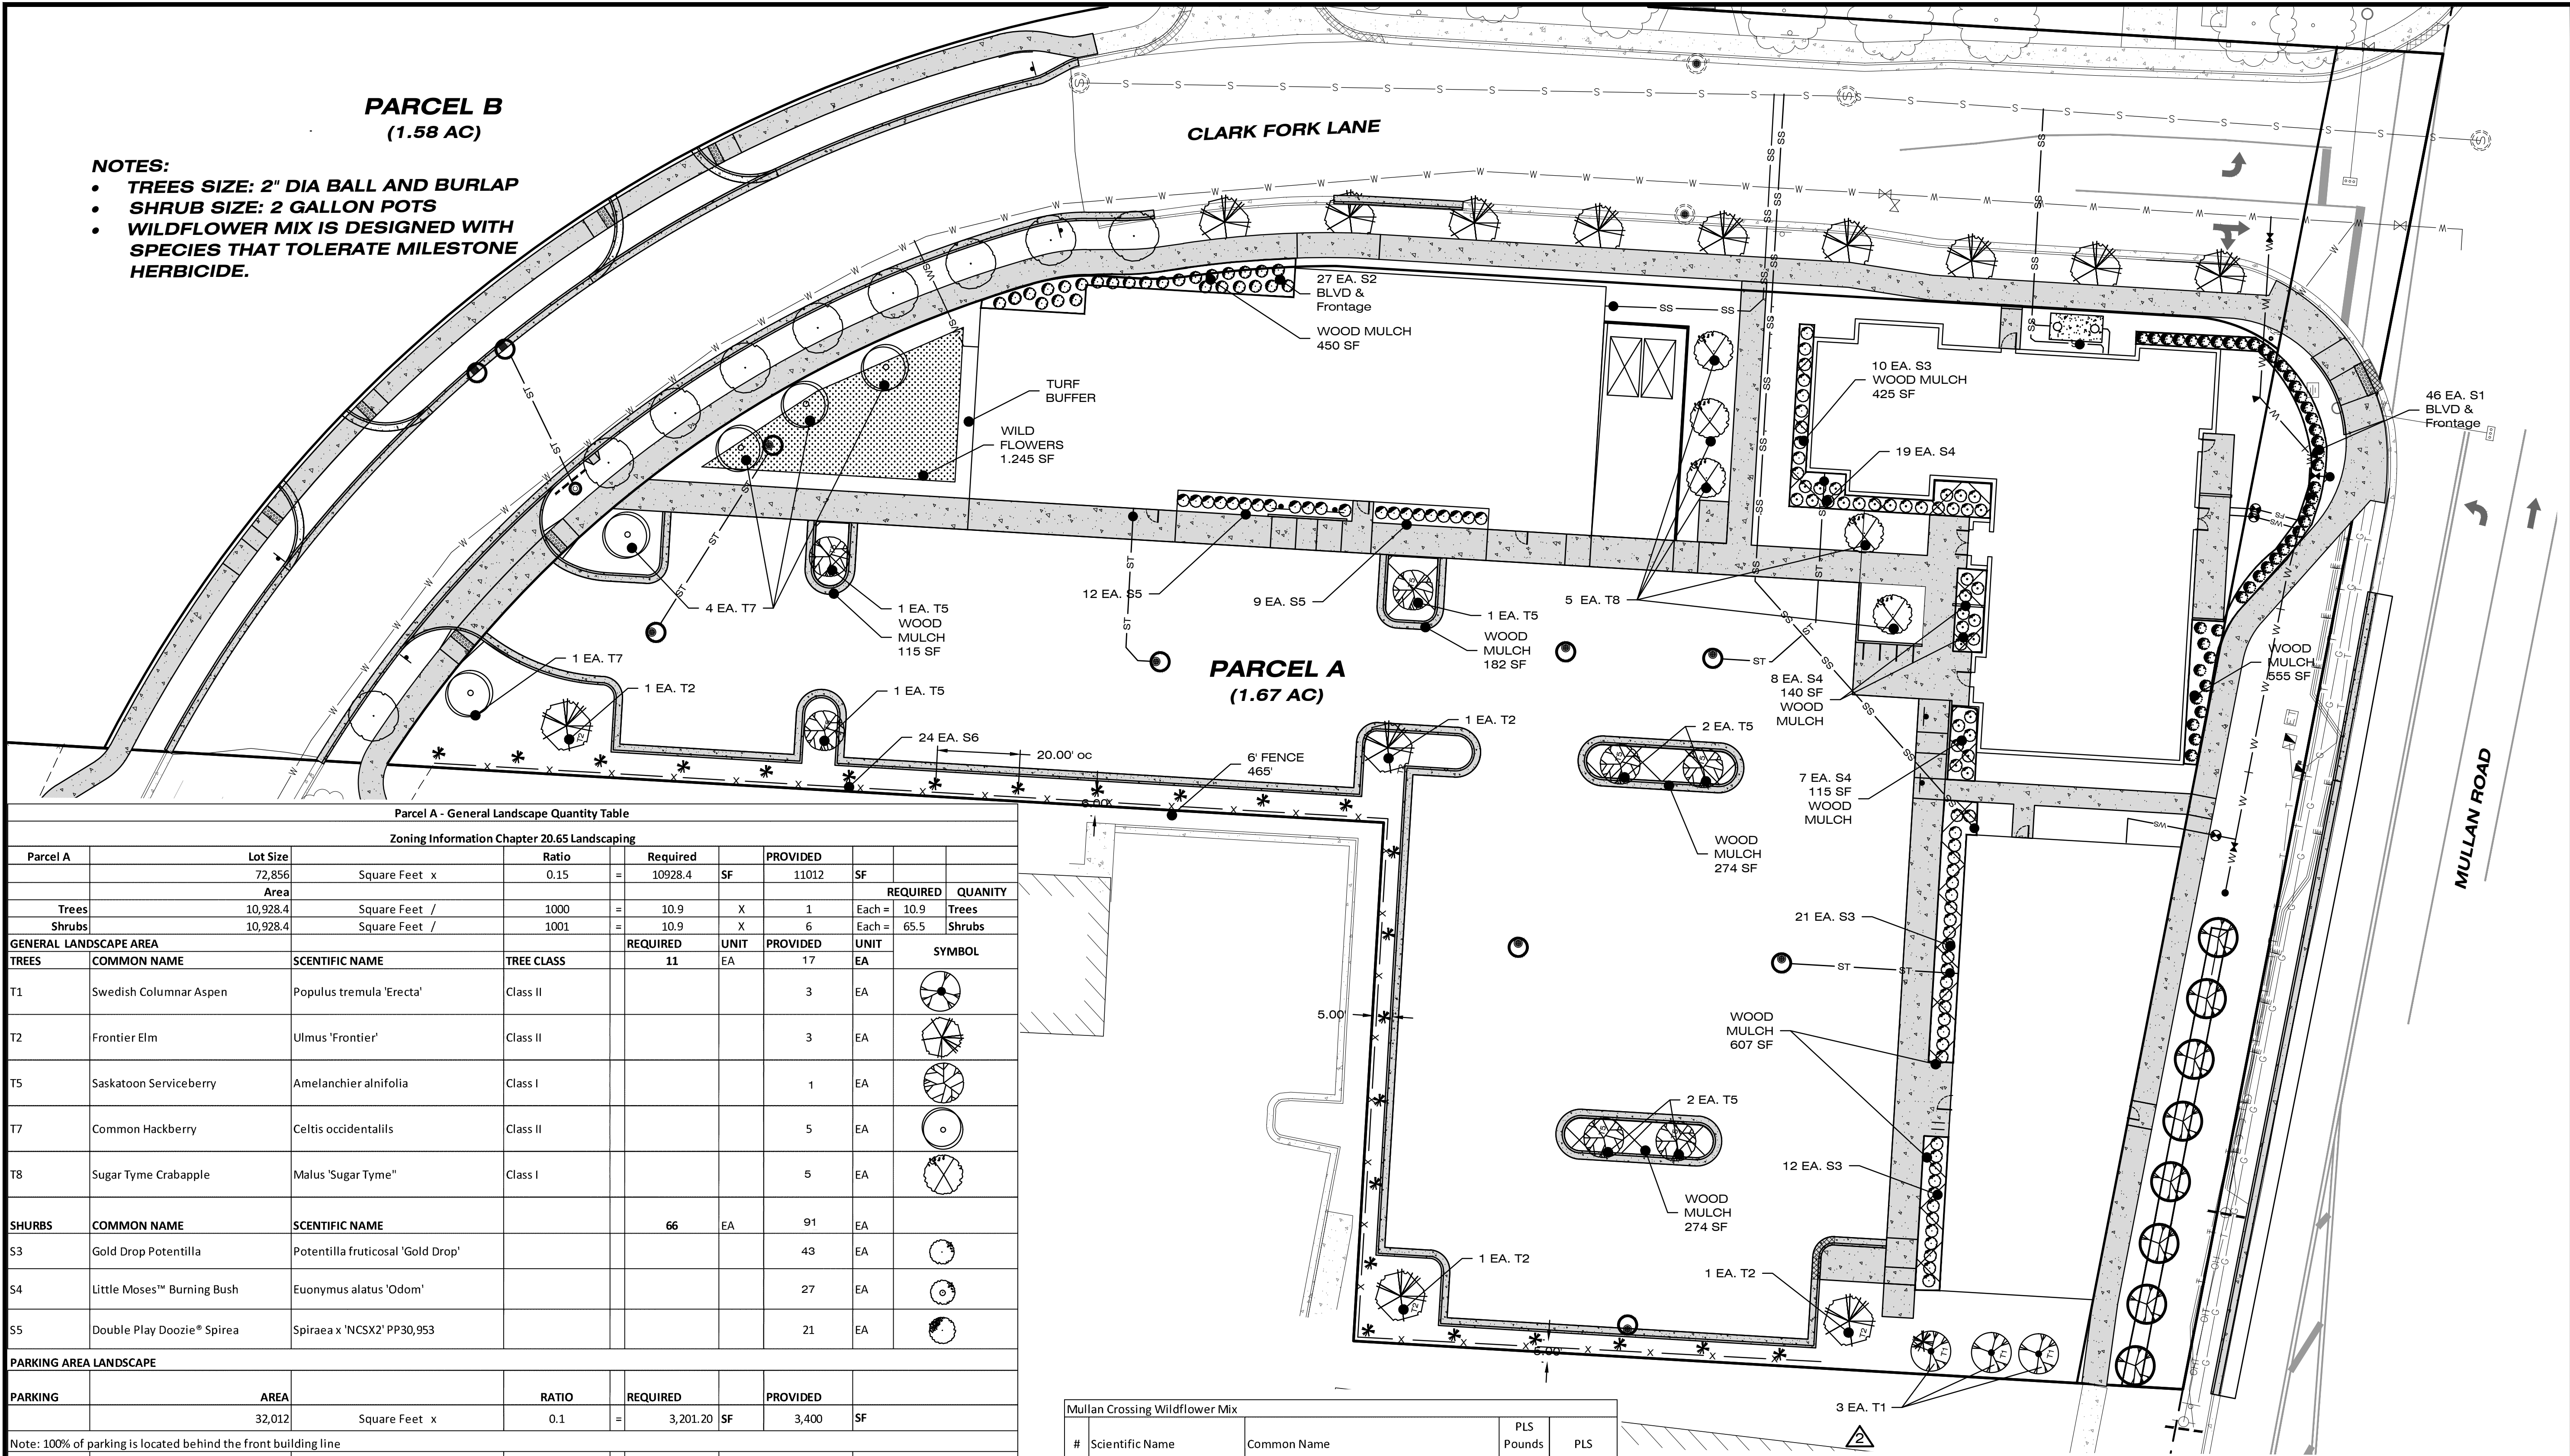 PARCEL B
(1.58 AC)
NOTES:
• TREES SIZE: 2" DIA BALL AND BURLAP
• SHRUB SIZE: 2 GALLON POTS
• WILDFLOWER MIX IS DESIGNED WITH
SPECIES THAT TOLERATE MILESTONE
HERBICIDE.
CLARK FORK LANE
27 EA. S2
BLVD &
Frontage
WOOD MULCH
450 SF
TURF
BUFFER
WILD
FLOWERS
1.245 SF
10 EA. S3
WOOD MULCH
425 SF
19 EA. S4
46 EA. S1
BLVD &
Frontage
4 EA. T7
1 EA. T5
WOOD
MULCH
115 SF
12 EA. S5
9 EA. S5
1 EA. T5
WOOD
MULCH
182 SF
5 EA. T8
PARCEL A
(1.67 AC)
8 EA. S4
140 SF
WOOD
MULCH
WOOD
MULCH
555 SF
1 EA. T7
1 EA. T2
1 EA. T5
24 EA. S6
20.00' oc
6' FENCE
465'
6.00'
1 EA. T2
2 EA. T5
WOOD
MULCH
274 SF
7 EA. S4
115 SF
WOOD
MULCH
MULLAN ROAD
21 EA. S3
5.00'
WOOD
MULCH
607 SF
2 EA. T5
12 EA. S3
WOOD
MULCH
274 SF
1 EA. T2
1 EA. T2
3 EA. T1
2
Parcel A - General Landscape Quantity Table
Zoning Information Chapter 20.65 Landscaping
Parcel A Lot Size Ratio Required PROVIDED
72,856 Square Feet x 0.15 = 10928.4 SF 11012 SF
Area REQUIRED QUANITY
Trees 10,928.4 Square Feet / 1000 = 10.9 X 1 Each = 10.9 Trees
Shrubs 10,928.4 Square Feet / 1001 = 10.9 X 6 Each = 65.5 Shrubs
GENERAL LANDSCAPE AREA REQUIRED UNIT PROVIDED UNIT SYMBOL
TREES COMMON NAME SCENTIFIC NAME TREE CLASS 11 EA 17 EA
T1 Swedish Columnar Aspen Populus tremula 'Erecta' Class II 3 EA
T2 Frontier Elm Ulmus 'Frontier' Class II 3 EA
T5 Saskatoon Serviceberry Amelanchier alnifolia Class I 1 EA
T7 Common Hackberry Celtis occidentalils Class II 5 EA
T8 Sugar Tyme Crabapple Malus 'Sugar Tyme" Class I 5 EA
SHURBS COMMON NAME SCENTIFIC NAME 66 EA 91 EA
S3 Gold Drop Potentilla Potentilla fruticosal 'Gold Drop' 43 EA
S4 Little Moses™ Burning Bush Euonymus alatus 'Odom' 27 EA
S5 Double Play Doozie® Spirea Spiraea x 'NCSX2' PP30,953 21 EA
PARKING AREA LANDSCAPE
PARKING AREA RATIO REQUIRED PROVIDED
32,012 Square Feet x 0.1 = 3,201.20 SF 3,400 SF
Note: 100% of parking is located behind the front building line
Mullan Crossing Wildflower Mix
PLS
# Scientific Name Common Name Pounds PLS